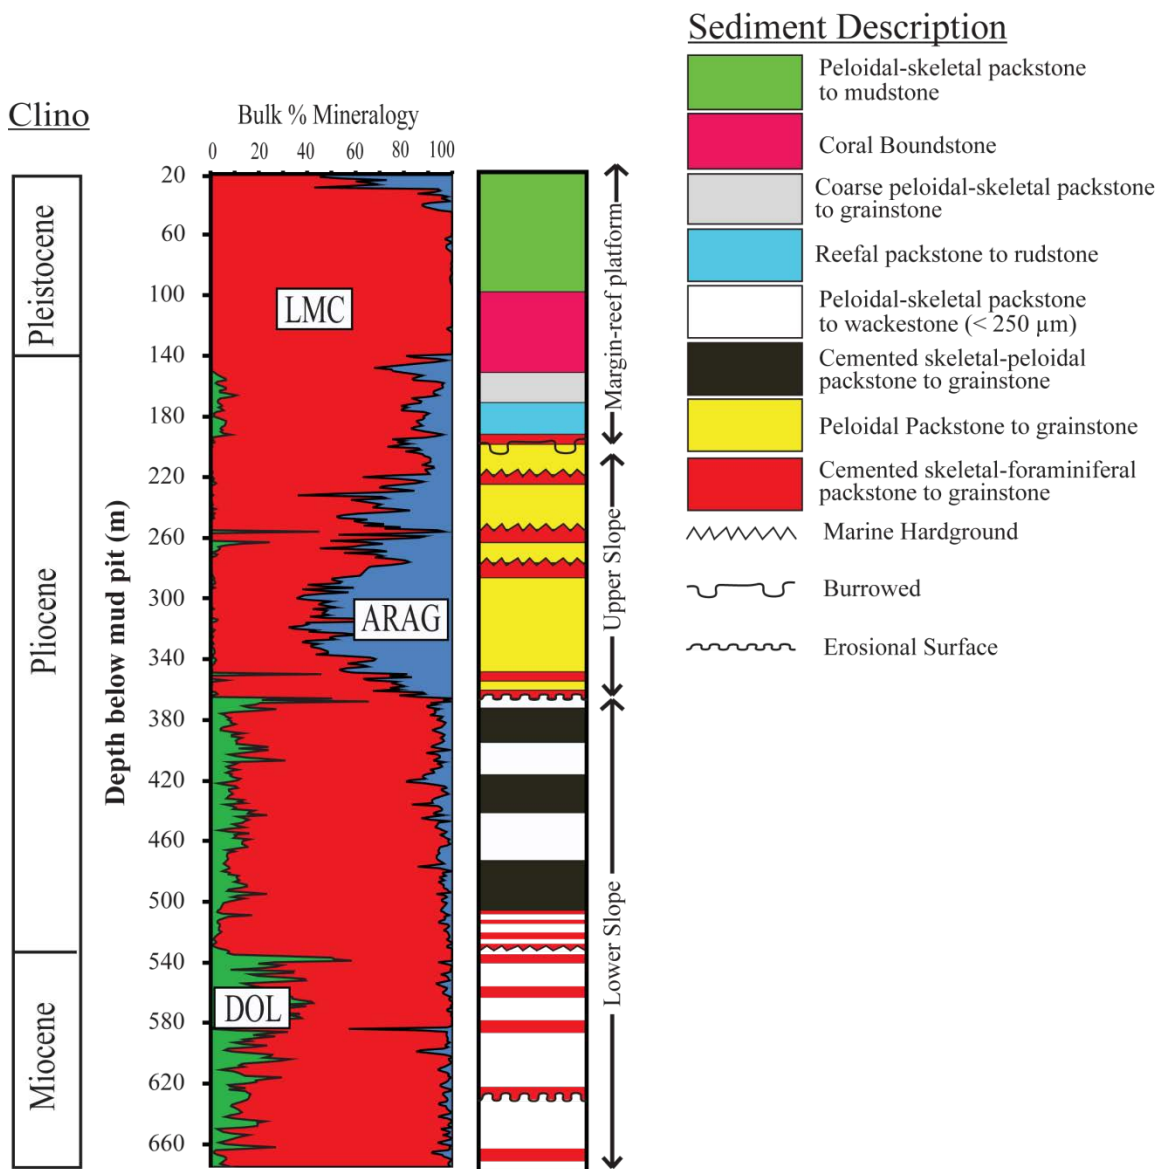 Sediment Description
Peloidal-skeletal packstone
to mudstone
Coral Boundstone
Coarse peloidal-skeletal packstone
to grainstone
Reefal packstone to rudstone
Peloidal-skeletal packstone
to wackestone (< 250 µm)
Cemented skeletal-peloidal
packstone to grainstone
Peloidal Packstone to grainstone
Cemented skeletal-foraminiferal
packstone to grainstone
Marine Hardground
Burrowed
Erosional Surface
Clino
Bulk % Mineralogy
0 20 40 60 80 100
Pleistocene
Pliocene
Miocene
Depth below mud pit (m)
20
60
100
140
180
220
260
300
340
380
420
460
500
540
580
620
660
LMC
ARAG
DOL
Margin-reef platform
Upper Slope
Lower Slope